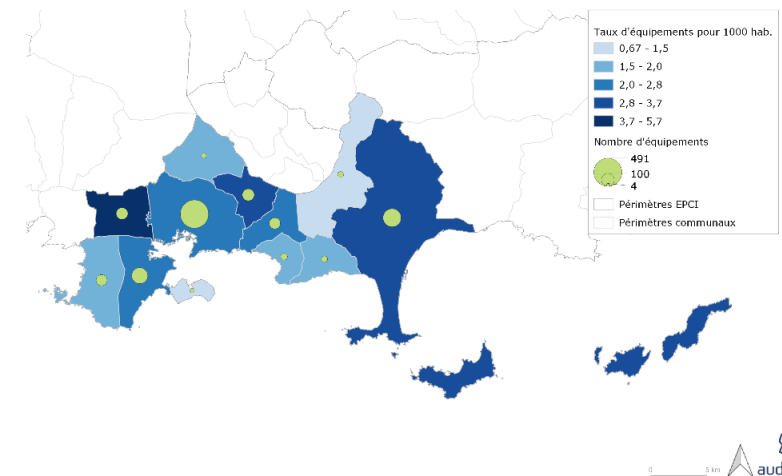 Taux d'équipements pour 1000 hab.
0,67 - 1,5
1,5 - 2,0
2,0 - 2,8
2,8 - 3,7
3,7 - 5,7
Nombre d'équipements
491
100
4
Périmètres EPCI
Périmètres communaux
0
5 km
aud